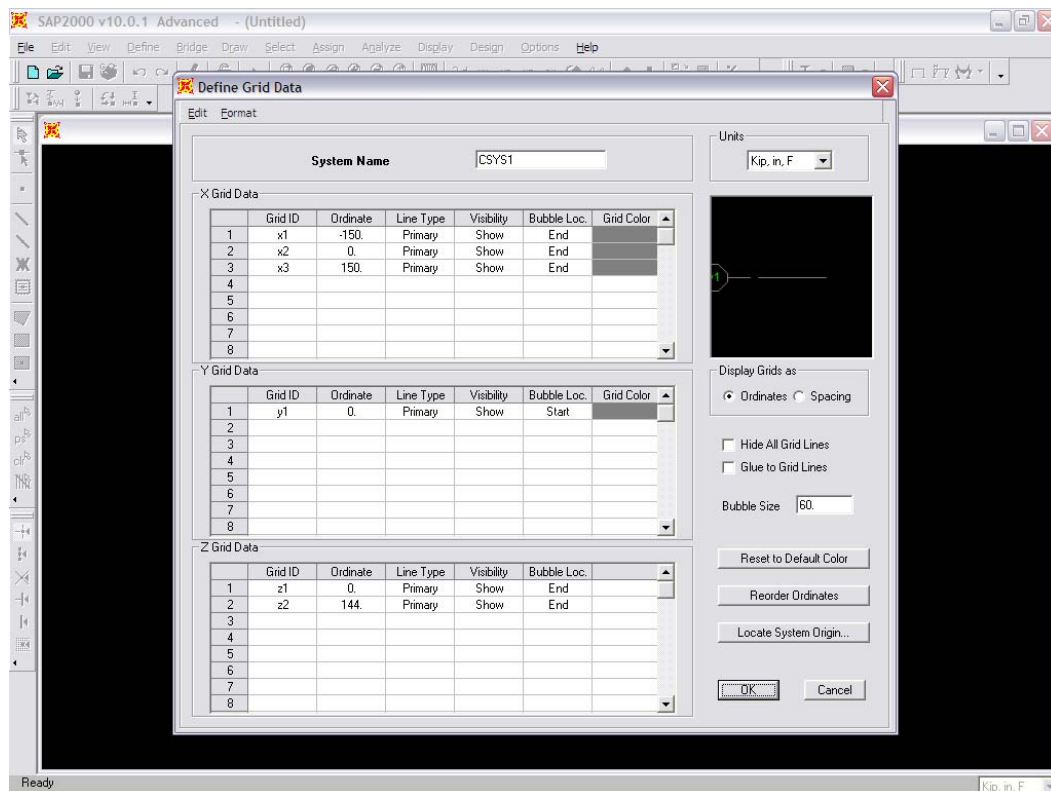 SAP2000 v10.0.1 Advanced - (Untitled)
File Edit View Define Bridge Draw Select Assign Analyze Display Design Options Help
Define Grid Data
Edit Format
System Name CSYS1
Units
Kip, in, F
X Grid Data
Grid ID Ordinate Line Type Visibility Bubble Loc. Grid Color
1 x1 -150. Primary Show End
2 x2 0. Primary Show End
3 x3 150. Primary Show End
4
5
6
7
8
1
Y Grid Data
Grid ID Ordinate Line Type Visibility Bubble Loc. Grid Color
1 y1 0. Primary Show Start
2
3
4
5
6
7
8
Display Grids as
Ordinates Spacing
Hide All Grid Lines
Glue to Grid Lines
Bubble Size 60.
Z Grid Data
Grid ID Ordinate Line Type Visibility Bubble Loc.
1 z1 0. Primary Show End
2 z2 144. Primary Show End
3
4
5
6
7
8
Reset to Default Color
Reorder Ordinates
Locate System Origin...
OK Cancel
all
ps
clr
Ready
Kip, in, F